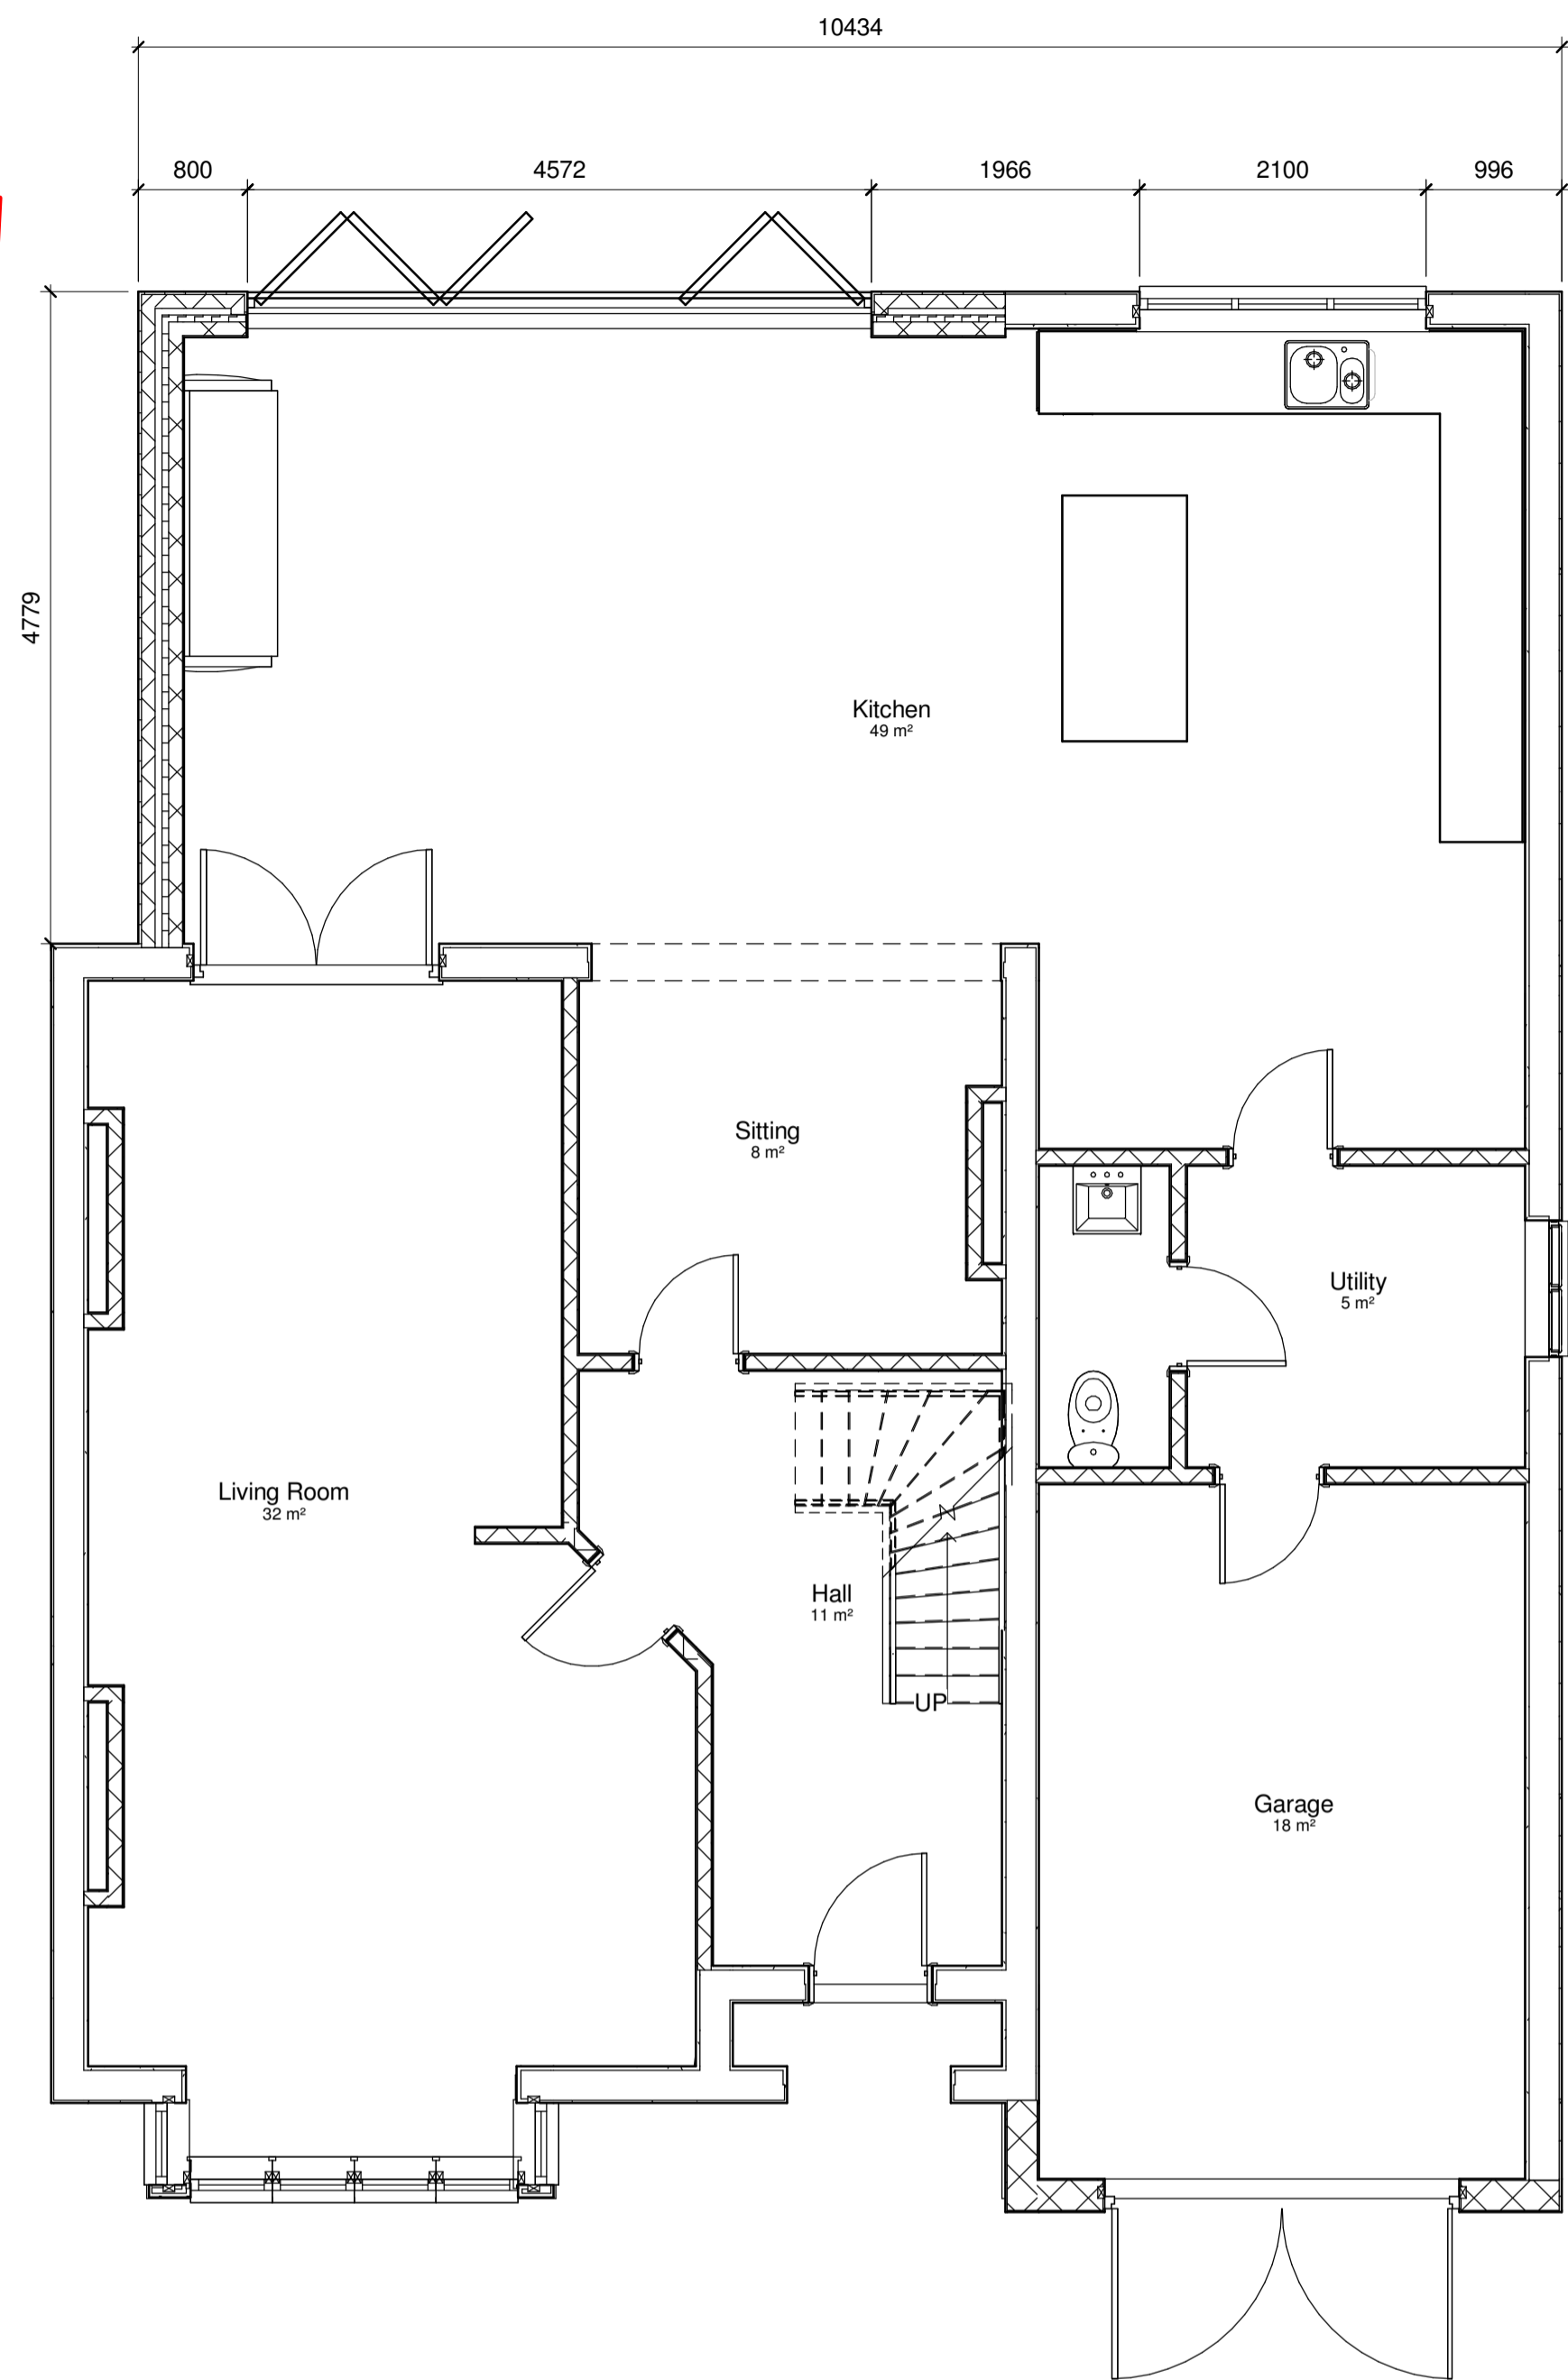 10434
800
4572
1966
2100
996
4779
Kitchen
49 m²
Sitting
8 m²
Utility
5 m²
Living Room
32 m²
Hall
11 m²
UP
Garage
18 m²